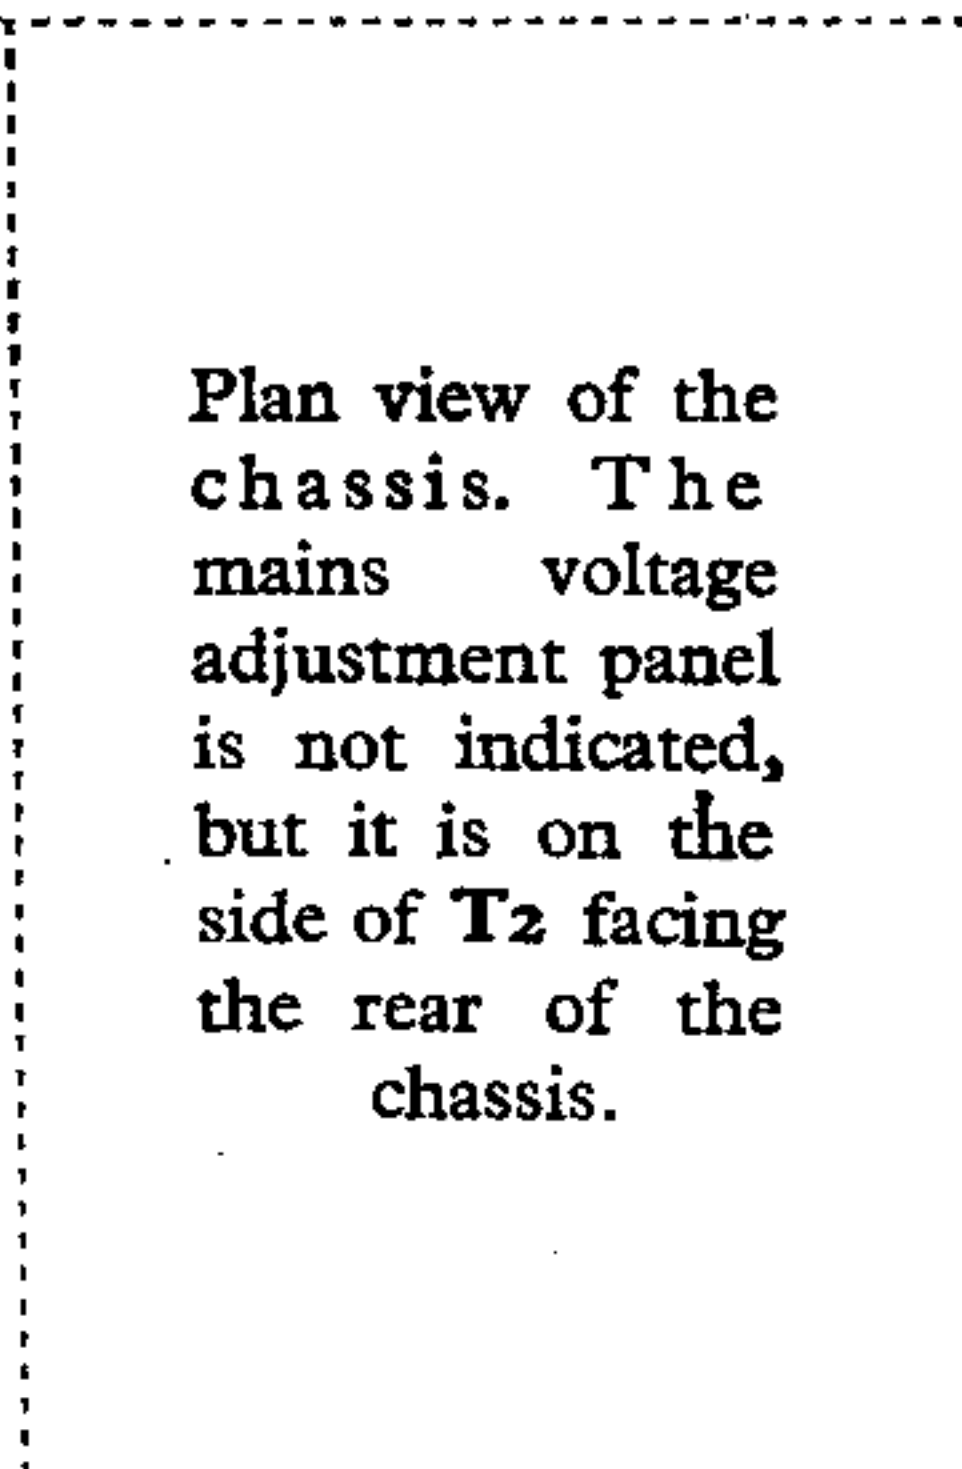 Plan view of the
chassis. The
mains voltage
adjustment panel
is not indicated,
but it is on the
side of T2 facing
the rear of the
chassis.